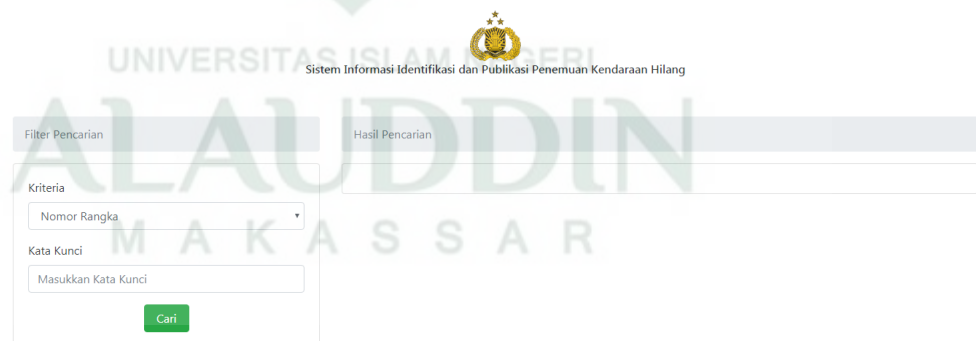 UNIVERSITAS ISLAM NEGERI
Sistem Informasi Identifikasi dan Publikasi Penemuan Kendaraan Hilang
ALAUDDIN
Filter Pencarian
Hasil Pencarian
Kriteria
Nomor Rangka
MAKASSAR
Kata Kunci
Masukkan Kata Kunci
Cari